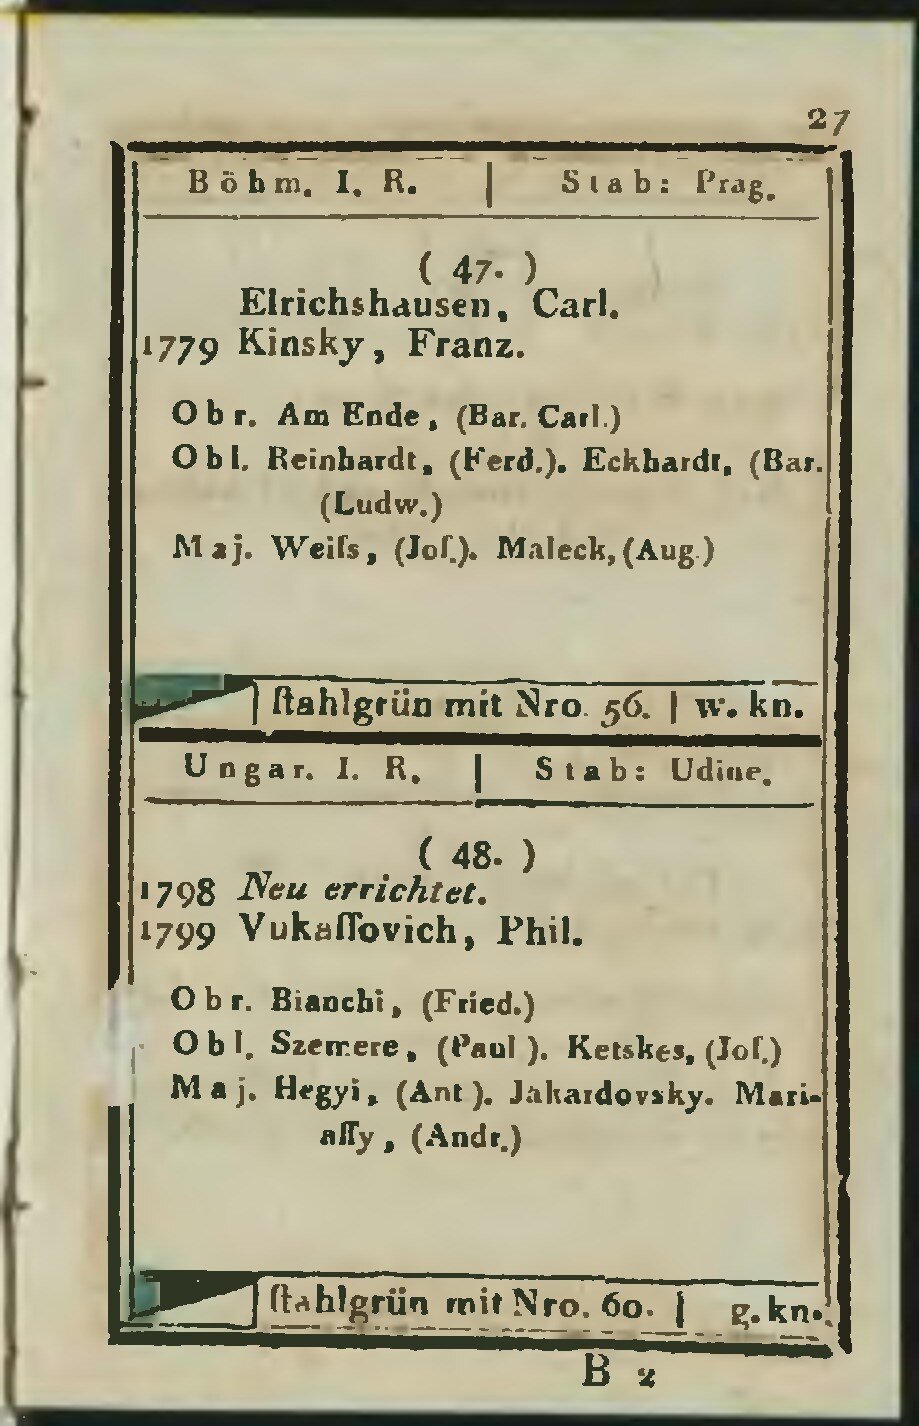 27
Böhm. I. R. | Stab: Prag.
( 47. )
Elrichshausen, Carl.
1779 Kinsky, Franz.
Obr. Am Ende, (Bar. Carl.)
Obl. Reinhardt, (Ferd.). Eckhardt, (Bar.
(Ludw.)
Maj. Weiſs, (Joſ.). Maleck, (Aug.)
ſtahlgrün mit Nro. 56. | w. kn.
Ungar. I. R. | Stab: Udine.
( 48. )
1798 Neu errichtet.
1799 Vukaſſovich, Phil.
Obr. Bianchi, (Fried.)
Obl. Szemere, (Paul ). Ketskes, (Joſ.)
Maj. Hegyi, (Ant ). Jakardovsky. Mari-
aſſy, (Andr.)
ſtahlgrün mit Nro. 60. | g. kn.
B 2